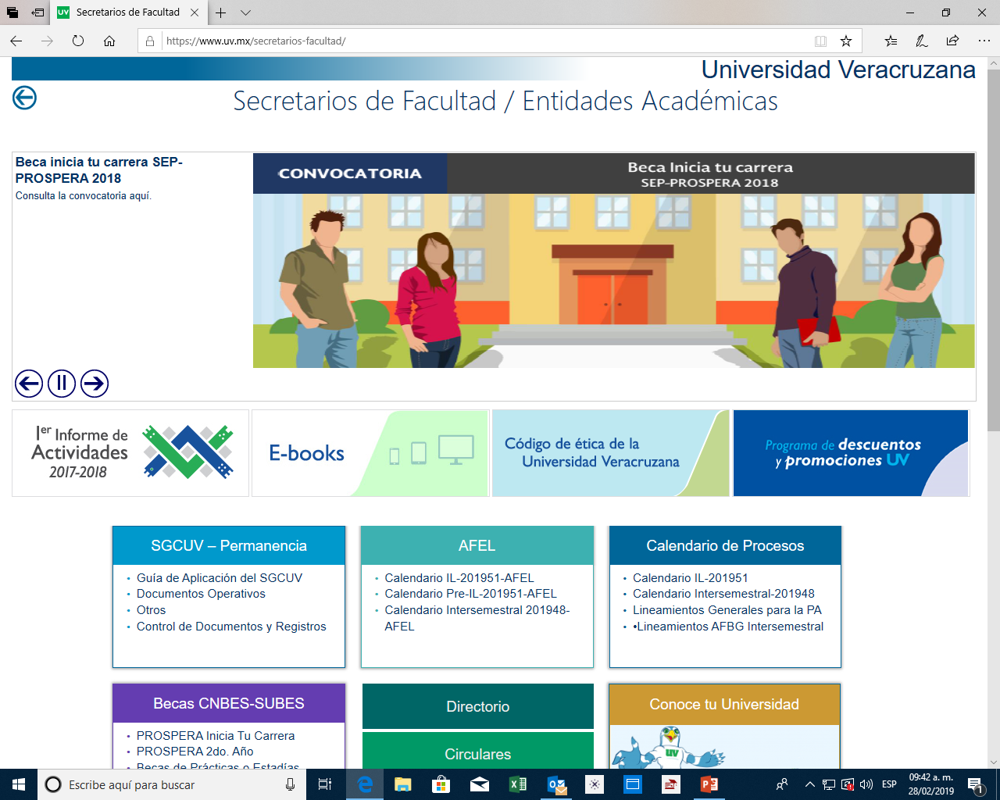 UV Secretarios de Facultad
https://www.uv.mx/secretarios-facultad/
Universidad Veracruzana
Secretarios de Facultad / Entidades Académicas
Beca inicia tu carrera SEP-
PROSPERA 2018
Consulta la convocatoria aquí.
CONVOCATORIA
Beca Inicia tu carrera
SEP-PROSPERA 2018
1er Informe de
Actividades
2017-2018
E-books
Código de ética de la
Universidad Veracruzana
Programa de descuentos
y promociones UV
SGCUV – Permanencia
• Guía de Aplicación del SGCUV
• Documentos Operativos
• Otros
• Control de Documentos y Registros
AFEL
• Calendario IL-201951-AFEL
• Calendario Pre-IL-201951-AFEL
• Calendario Intersemestral 201948-
AFEL
Calendario de Procesos
• Calendario IL-201951
• Calendario Intersemestral-201948
• Lineamientos Generales para la PA
• •Lineamientos AFBG Intersemestral
Becas CNBES-SUBES
• PROSPERA Inicia Tu Carrera
• PROSPERA 2do. Año
• Becas de Prácticas o Estadías
Directorio
Circulares
Conoce tu Universidad
UV
Escribe aquí para buscar
ESP
09:42 a. m.
28/02/2019
1